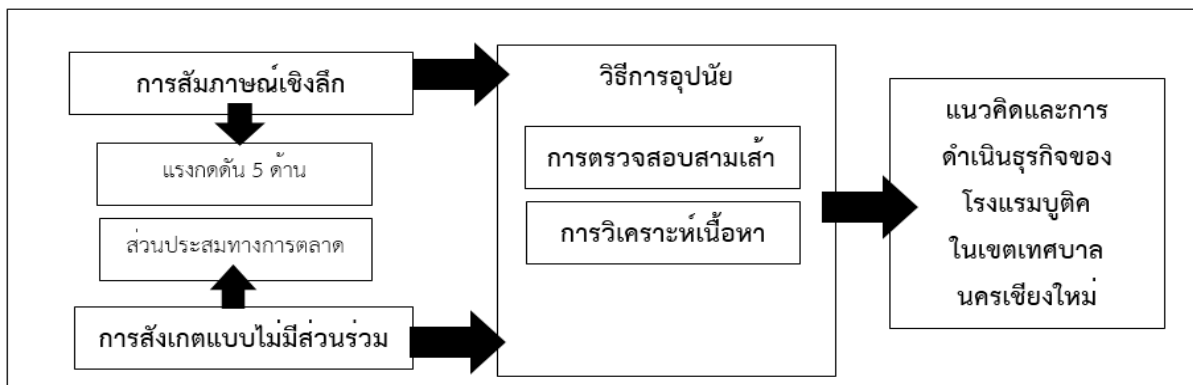 การสัมภาษณ์เชิงลึก
แรงกดดัน 5 ด้าน
ส่วนประสมทางการตลาด
การสังเกตแบบไม่มีส่วนร่วม
วิธีการอุปนัย
การตรวจสอบสามเส้า
การวิเคราะห์เนื้อหา
แนวคิดและการ
ดำเนินธุรกิจของ
โรงแรมบูติค
ในเขตเทศบาล
นครเชียงใหม่